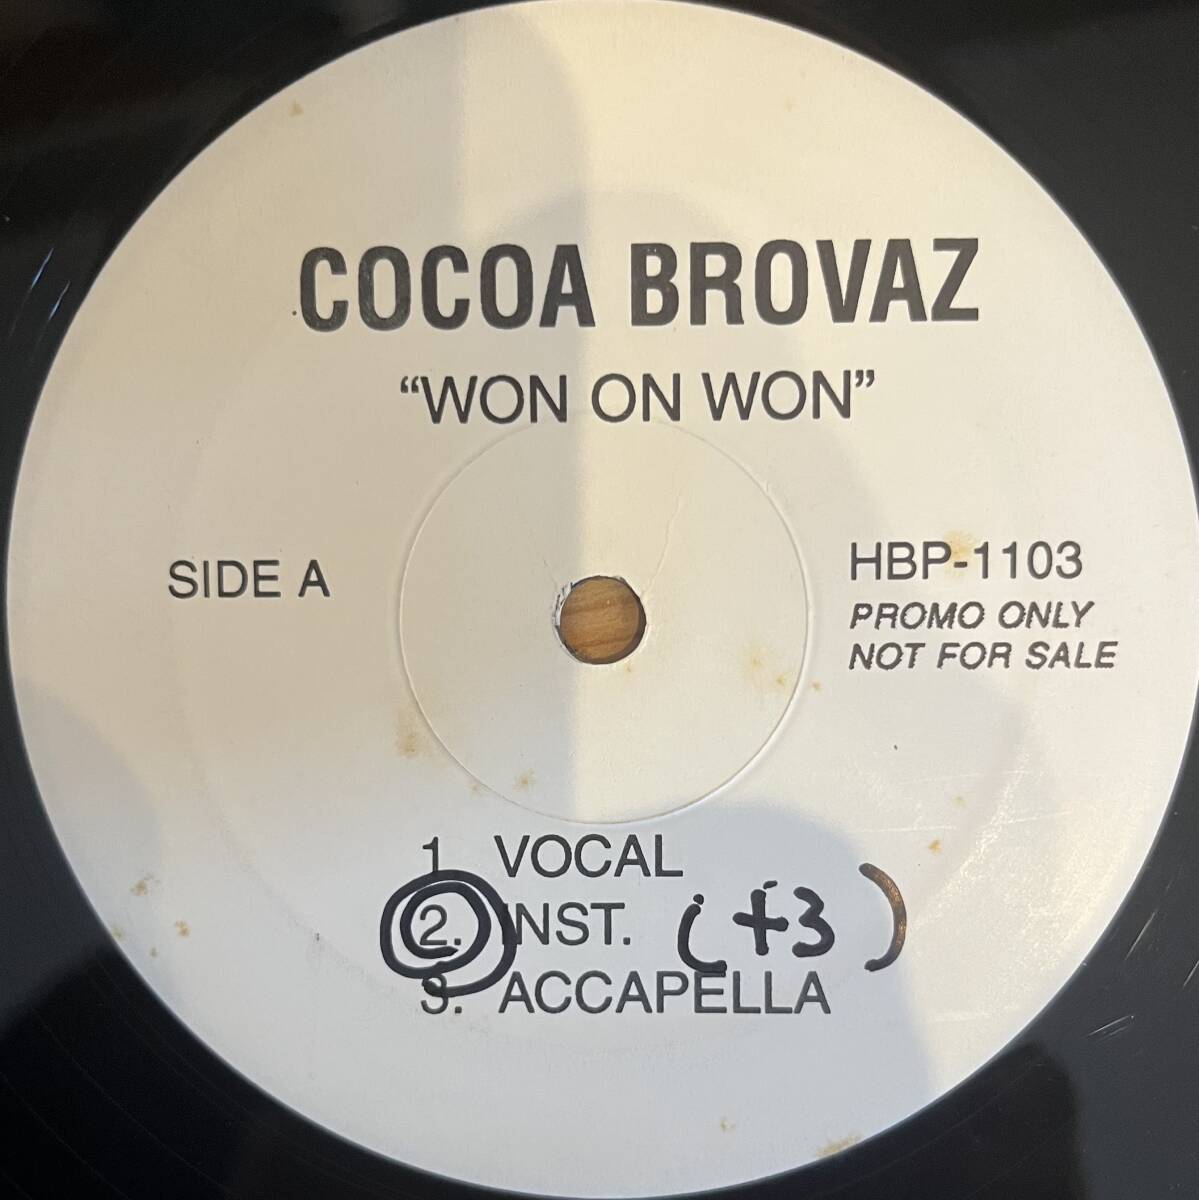 COCOA BROVAZ
“WON ON WON”
SIDE A
HBP-1103
PROMO ONLY
NOT FOR SALE
1. VOCAL
2. INST. (+3)
3. ACCAPELLA